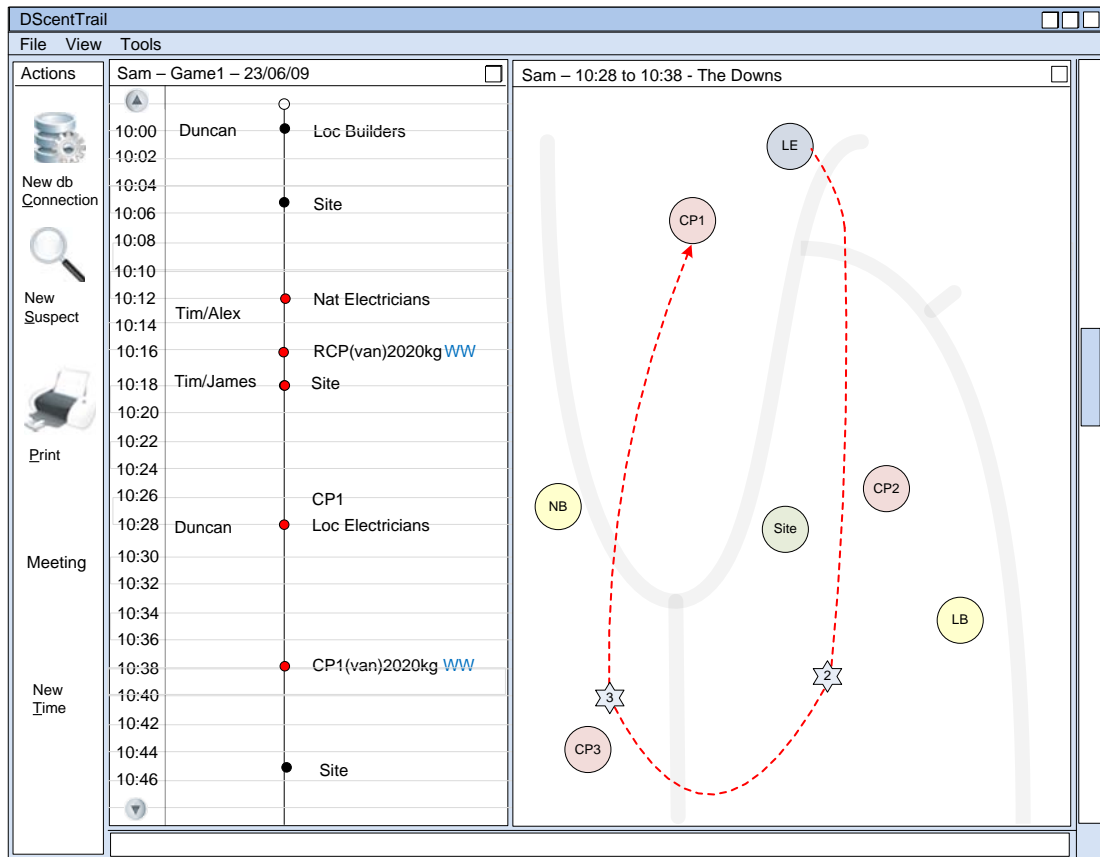 DScentTrail
File View Tools
Actions
New db
Connection
New
Suspect
Print
Meeting
New
Time
Sam – Game1 – 23/06/09
10:00 Duncan Loc Builders
10:02
10:04
10:06 Site
10:08
10:10
10:12 Nat Electricians
Tim/Alex
10:14
10:16 RCP(van)2020kg WW
10:18 Tim/James Site
10:20
10:22
10:24
10:26 CP1
10:28 Duncan Loc Electricians
10:30
10:32
10:34
10:36
10:38 CP1(van)2020kg WW
10:40
10:42
10:44
Site
10:46
Sam – 10:28 to 10:38 - The Downs
LE
CP1
CP2
NB
Site
LB
2
3
CP3